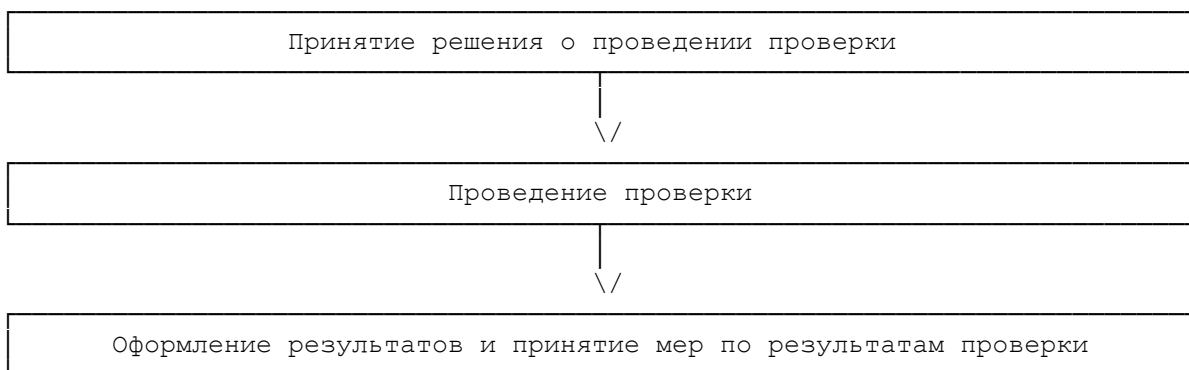 Принятие решения о проведении проверки
\/
Проведение проверки
\/
Оформление результатов и принятие мер по результатам проверки